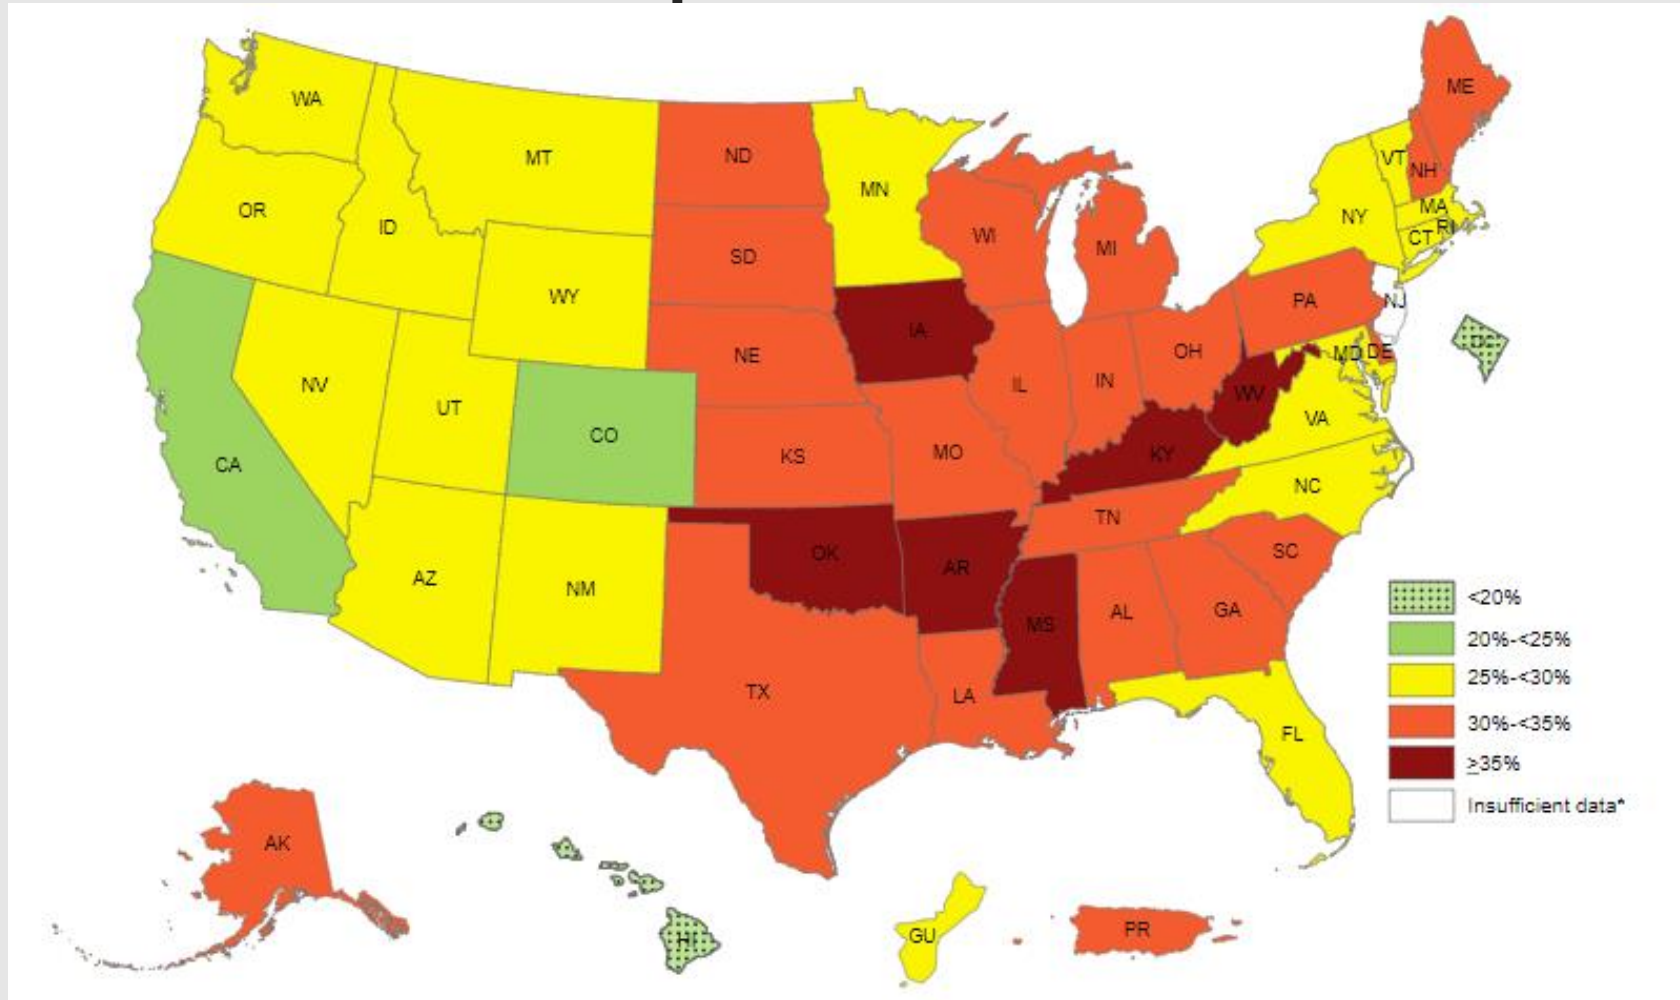 WA
MT
ND
MN
ME
VT
NH
OR
ID
SD
WI
MI
NY
MA
RI
CT
WY
IA
PA
NJ
NE
OH
MD
DE
DC
NV
UT
CO
IL
IN
WV
VA
CA
KS
MO
KY
NC
TN
OK
AR
SC
AZ
NM
MS
AL
GA
TX
LA
FL
AK
HI
GU
PR
<20%
20%-<25%
25%-<30%
30%-<35%
≥35%
Insufficient data*